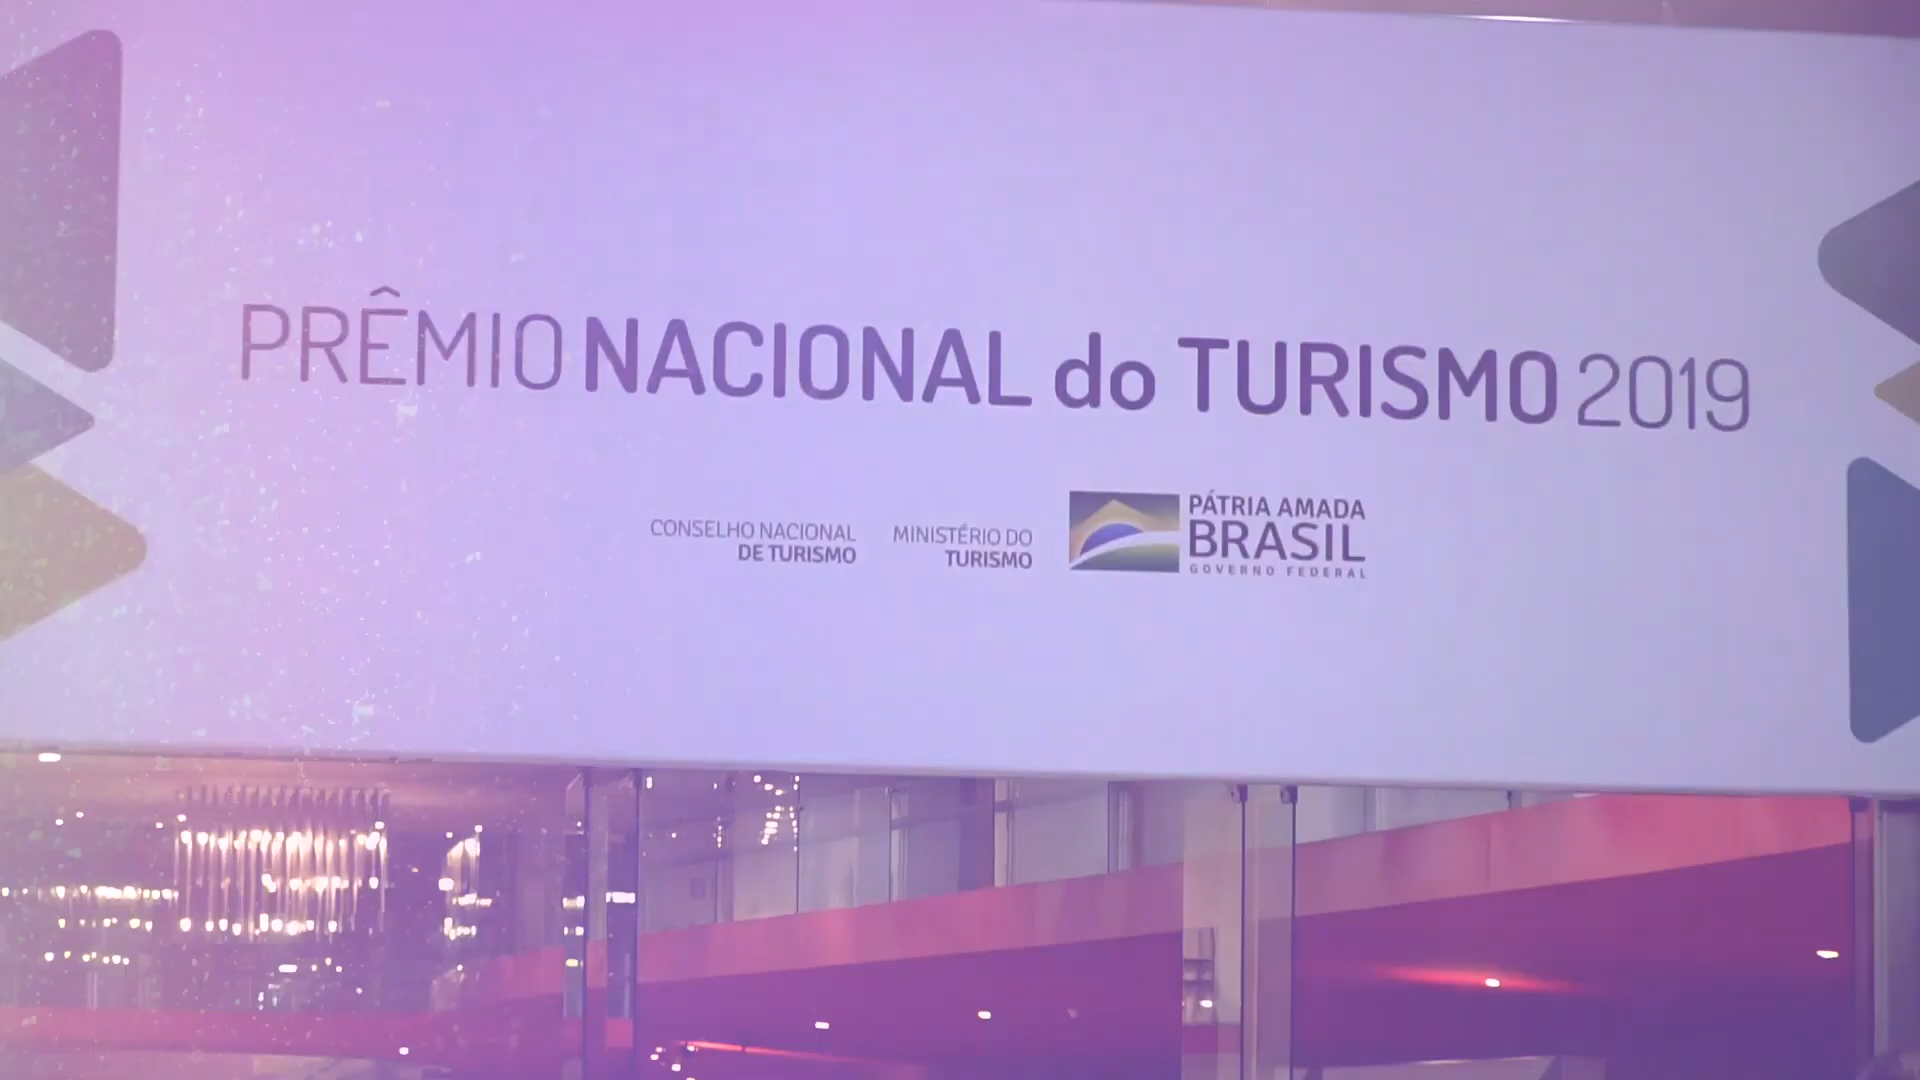 PRÊMIO NACIONAL do TURISMO 2019
CONSELHO NACIONAL
DE TURISMO
MINISTÉRIO DO
TURISMO
PÁTRIA AMADA
BRASIL
GOVERNO FEDERAL